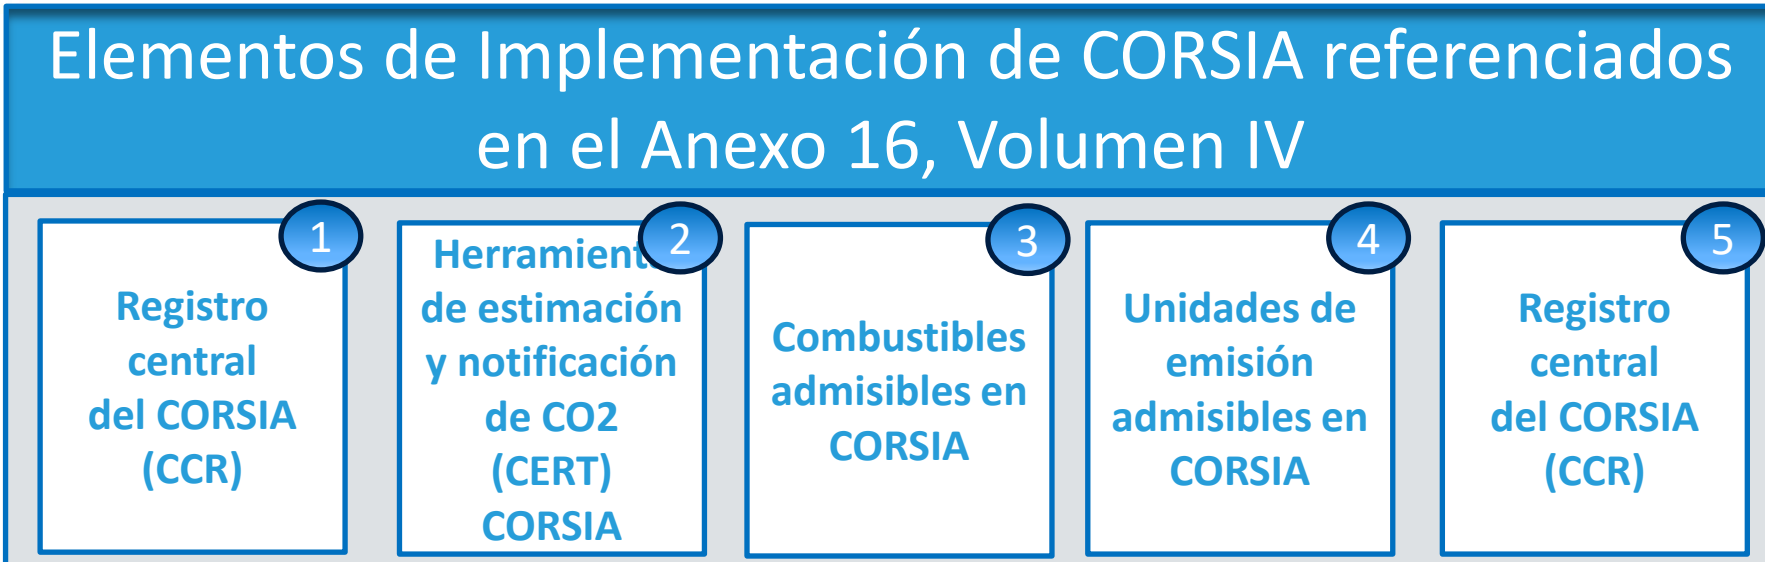 Elementos de Implementación de CORSIA referenciados
en el Anexo 16, Volumen IV
1
Registro
central
del CORSIA
(CCR)
2
Herramienta
de estimación
y notificación
de CO2
(CERT)
CORSIA
3
Combustibles
admisibles en
CORSIA
4
Unidades de
emisión
admisibles en
CORSIA
5
Registro
central
del CORSIA
(CCR)